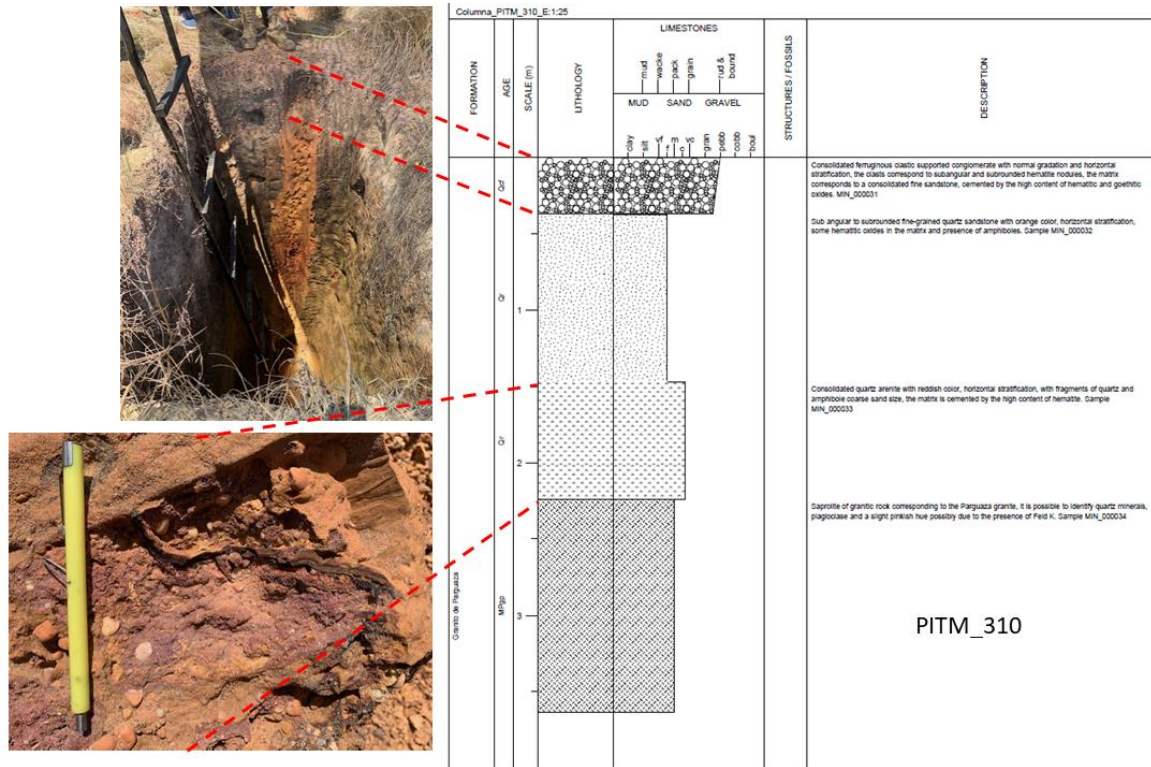 Columna_PITM_310_E:1:25
FORMATION
AGE
SCALE (m)
LITHOLOGY
LIMESTONES
mud
wacke
pack
grain
rud &
bound
MUD SAND GRAVEL
clay
silt
vf
f
m
c
vc
gran
pebb
cobb
boul
STRUCTURES / FOSSILS
DESCRIPTION
Consolidated ferruginous clastic supported conglomerate with normal gradation and horizontal
stratification, the clasts correspond to subangular and subrounded hematite nodules, the matrix
corresponds to a consolidated fine sandstone, cemented by the high content of hematitic and goethitic
oxides. MIN_000031
Sub angular to subrounded fine-grained quartz sandstone with orange color, horizontal stratification,
some hematitic oxides in the matrix and presence of amphiboles. Sample MIN_000032
Qr
1
Consolidated quartz arenite with reddish color, horizontal stratification, with fragments of quartz and
amphibole coarse sand size, the matrix is cemented by the high content of hematite. Sample
MIN_000033
Qr
2
Saprolite of granitic rock corresponding to the Parguaza granite, it is possible to identify quartz minerals,
plagioclase and a slight pinkish hue possibly due to the presence of Feld K. Sample MIN_000034
Granito de Parguaza
MPgp
3
PITM_310